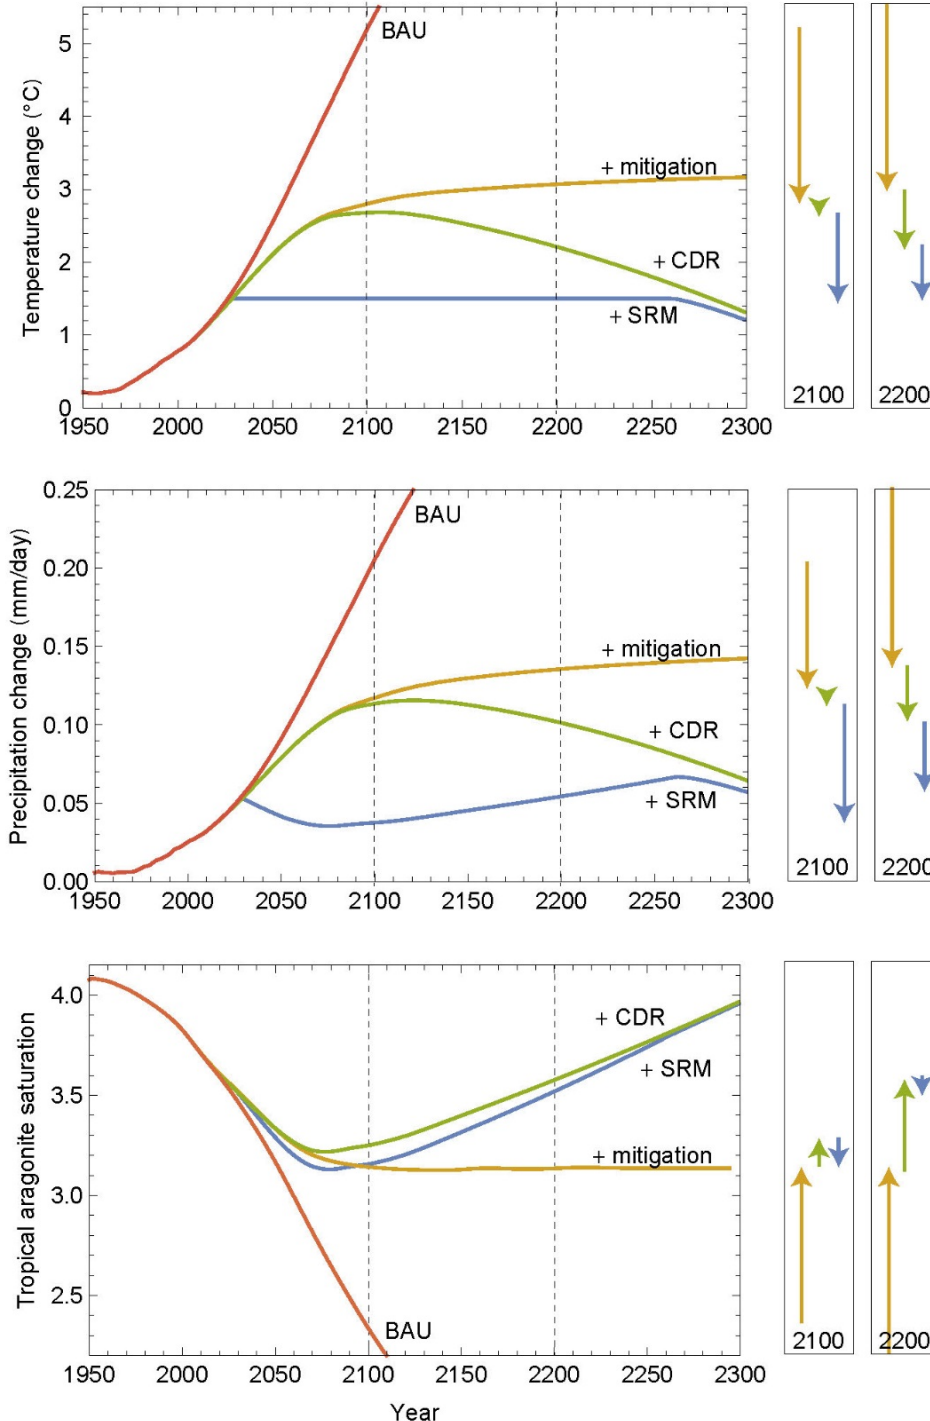 Temperature change (°C)
5
4
3
2
1
0
BAU
+ mitigation
+ CDR
+ SRM
1950 2000 2050 2100 2150 2200 2250 2300
2100
2200
Precipitation change (mm/day)
0.25
0.20
0.15
0.10
0.05
0.00
BAU
+ mitigation
+ CDR
+ SRM
1950 2000 2050 2100 2150 2200 2250 2300
2100
2200
Tropical aragonite saturation
4.0
3.5
3.0
2.5
+ CDR
+ SRM
+ mitigation
BAU
1950 2000 2050 2100 2150 2200 2250 2300
Year
2100
2200